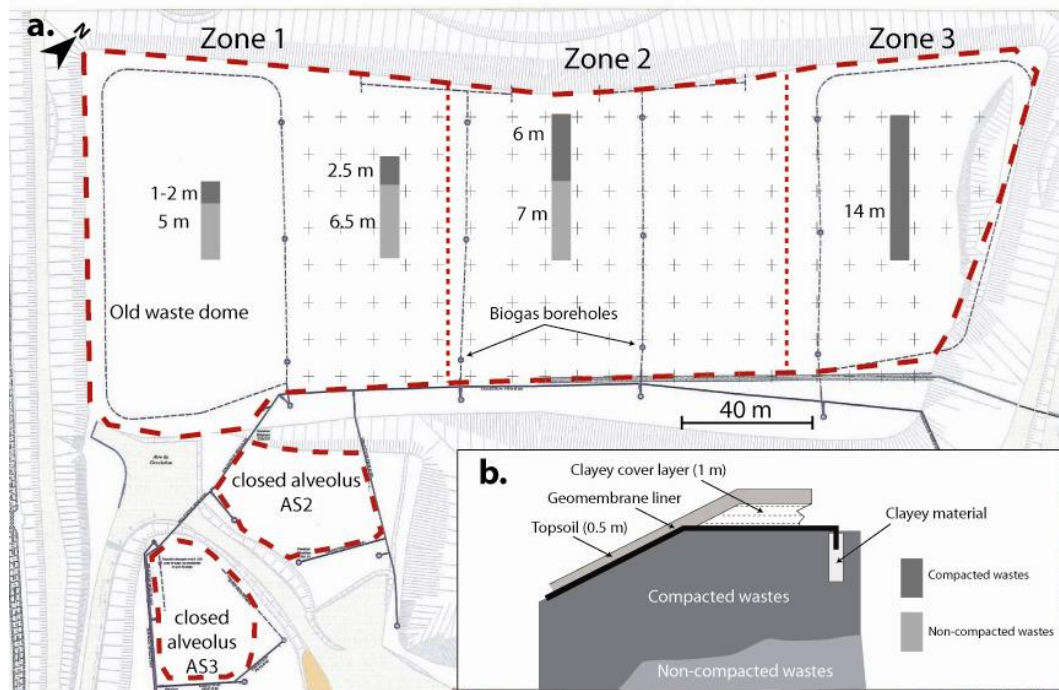 a.
N
Zone 1
Zone 2
Zone 3
6 m
2.5 m
1-2 m
5 m
6.5 m
7 m
14 m
Old waste dome
Biogas boreholes
40 m
closed alveolus
AS2
closed
alveolus
AS3
b.
Clayey cover layer (1 m)
Geomembrane liner
Topsoil (0.5 m)
Clayey material
Compacted wastes
Non-compacted wastes
Compacted wastes
Non-compacted wastes